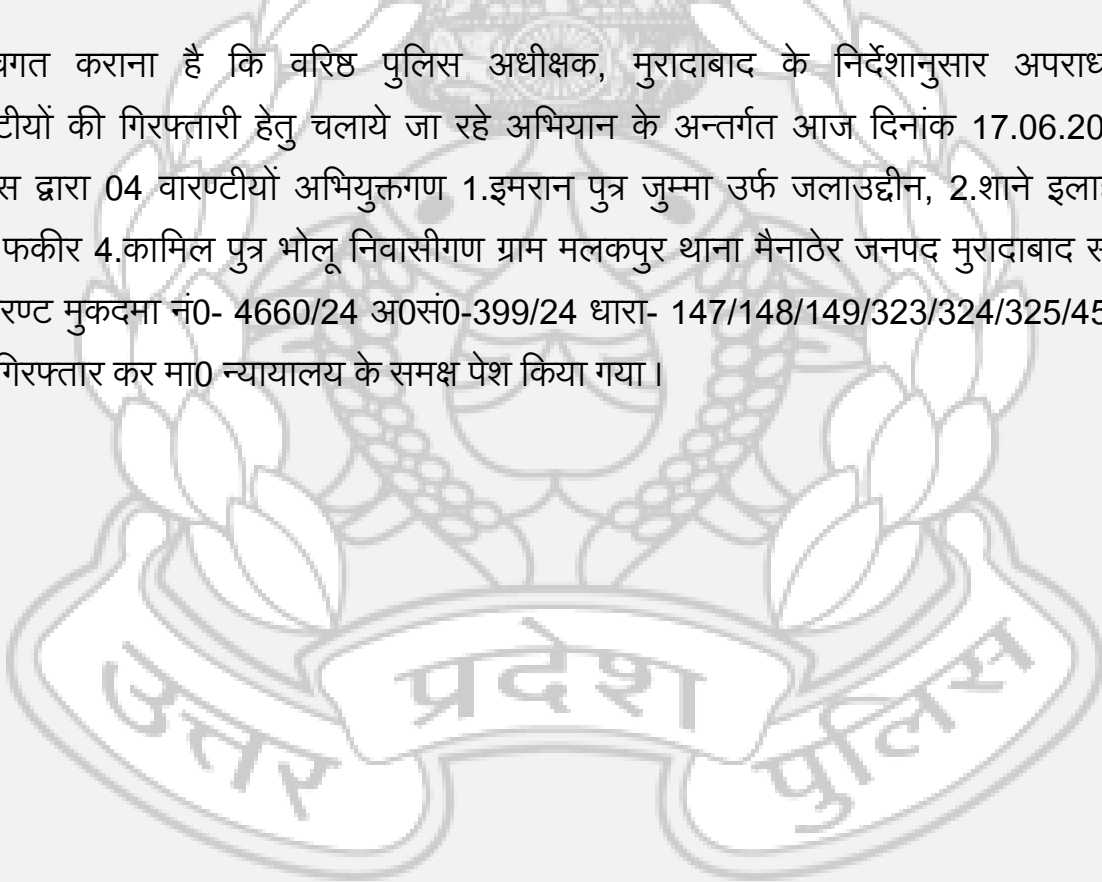 वगत कराना है कि वरिष्ठ पुलिस अधीक्षक, मुरादाबाद के निर्देशानुसार अपराध
टीयों की गिरफ्तारी हेतु चलाये जा रहे अभियान के अन्तर्गत आज दिनांक 17.06.20
स द्वारा 04 वारण्टीयों अभियुक्तगण 1.इमरान पुत्र जुम्मा उर्फ जलाउद्दीन, 2.शाने इलाह
फकीर 4.कामिल पुत्र भोलू निवासीगण ग्राम मलकपुर थाना मैनाठेर जनपद मुरादाबाद स
रण्ट मुकदमा नं0- 4660/24 अ0सं0-399/24 धारा- 147/148/149/323/324/325/45
गिरफ्तार कर मा0 न्यायालय के समक्ष पेश किया गया।
उत्तर प्रदेश पुलिस